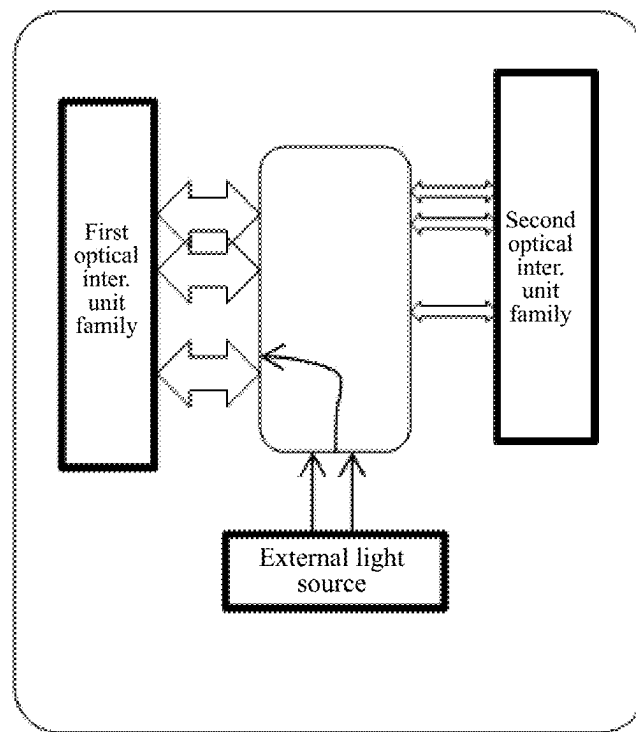 First
optical
inter.
unit
family
Second
optical
inter.
unit
family
External light
source